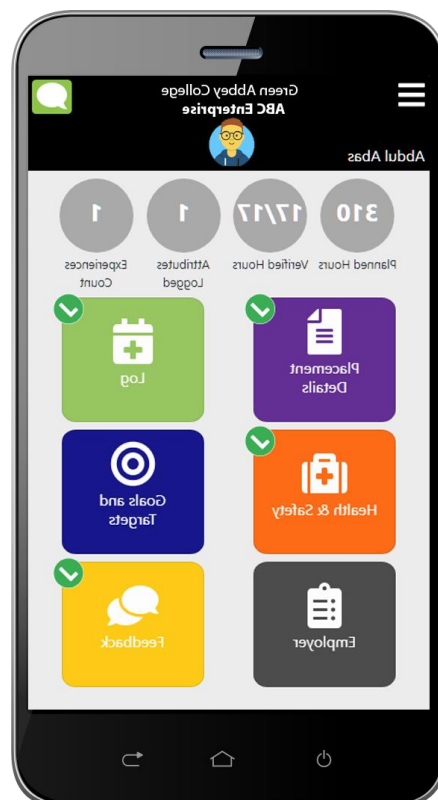 Green Abbey College
ABC Enterprise
Abdul Abas
310
17/17
1
1
Planned Hours
Verified Hours
Attributes
Logged
Experiences
Count
Placement
Details
Log
Health & Safety
Goals and
Targets
Employer
Feedback